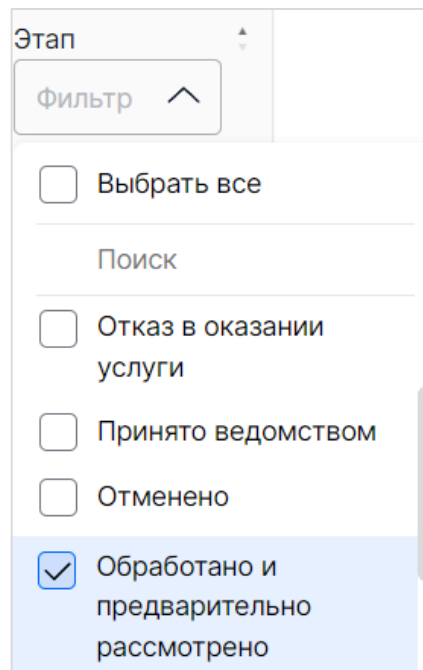 Этап
Фильтр
Выбрать все
Поиск
Отказ в оказании
услуги
Принято ведомством
Отменено
Обработано и
предварительно
рассмотрено